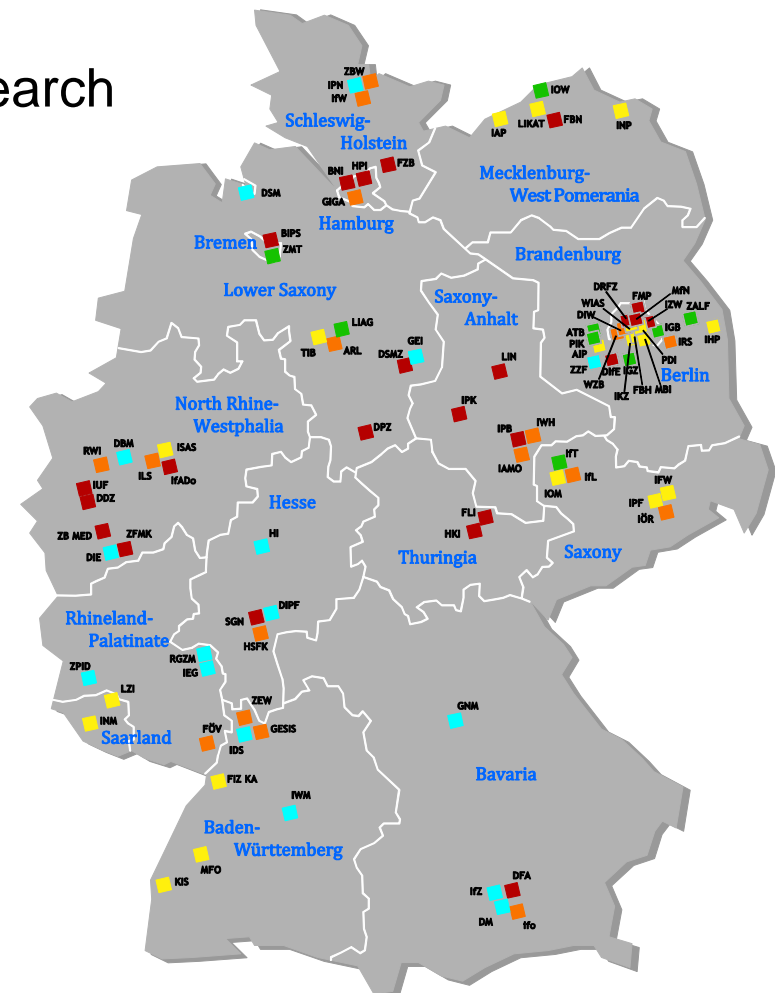 earch
ZBW
IPN
IfW
Schleswig-
Holstein
IOW
IAP
LIKAT
FBN
INP
Mecklenburg-
West Pomerania
BNI
HPI
FZB
GIGA
Hamburg
DSM
Bremen
BIPS
ZMT
Lower Saxony
Brandenburg
Saxony-
Anhalt
DRFZ
WIAS
DIW
FMP
MfN
IZW
ZALF
ATB
PIK
AIP
ZZF
IGB
IRS
IHP
PDI
WZB
DIfE
IGZ
IKZ
FBH
MBI
Berlin
LIAG
TIB
ARL
GEI
DSMZ
LIN
IPK
DPZ
IPB
IWH
IAMO
North Rhine-
Westphalia
RWI
DBM
ISAS
ILS
IfADo
IUF
DDZ
ZB MED
ZFMK
DIE
IfT
IOM
IfL
IFW
IPF
IÖR
Saxony
Hesse
HI
FLI
HKI
Thuringia
Rhineland-
Palatinate
SGN
DIPF
HSFK
RGZM
IEG
ZPID
LZI
INM
Saarland
ZEW
FÖV
GESIS
IDS
GNM
Bavaria
FIZ KA
IWM
Baden-
Württemberg
MFO
KIS
IfZ
DFA
DM
Ifo